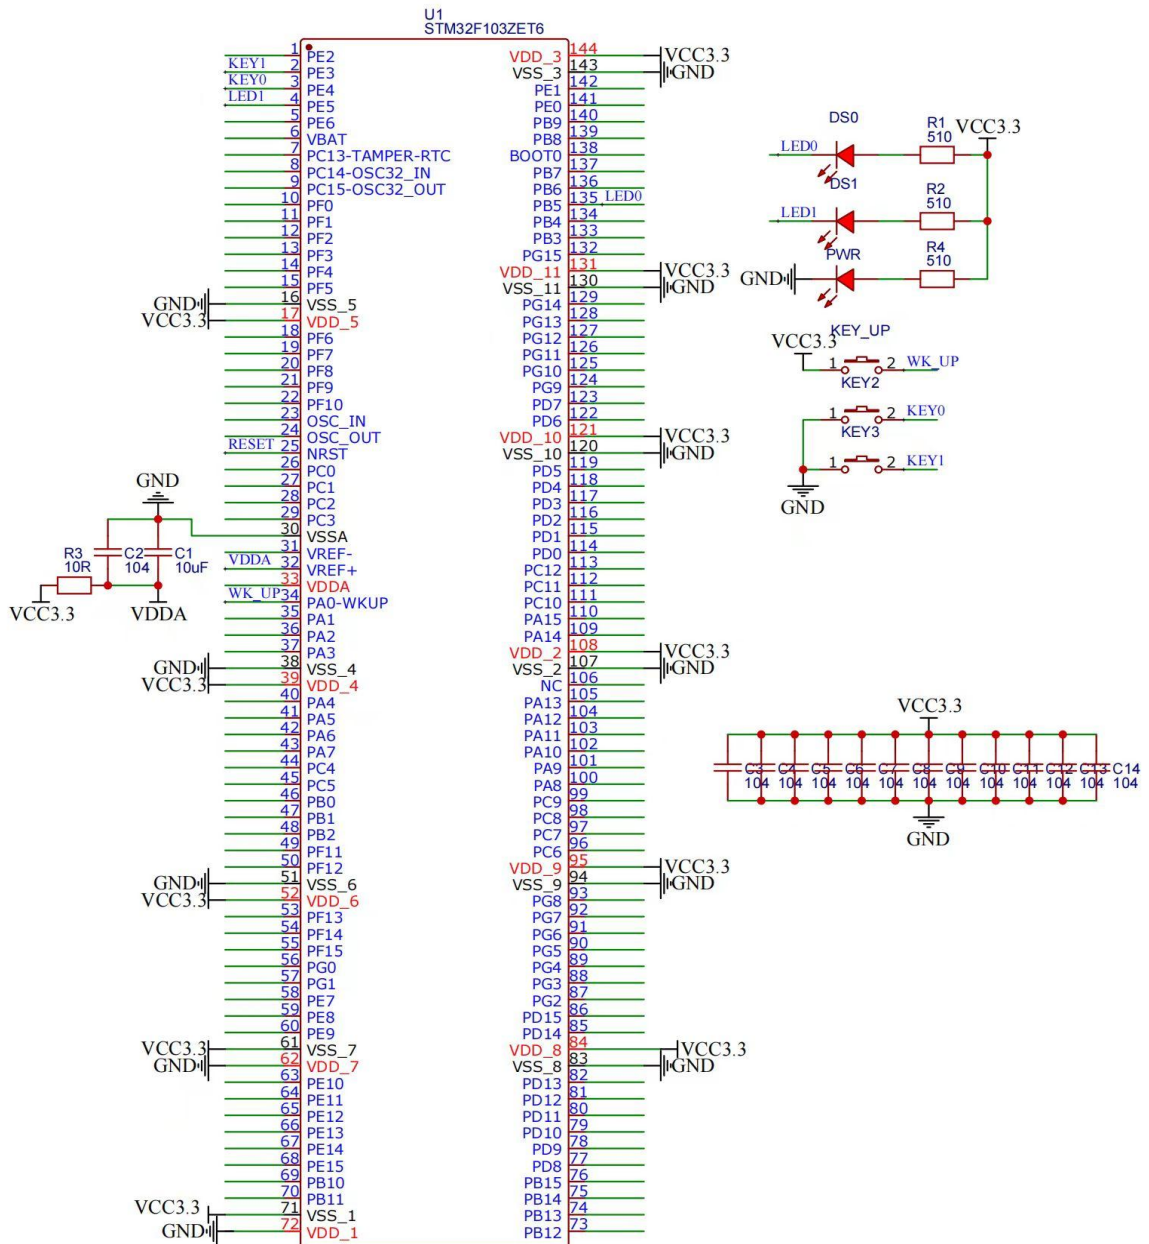 U1
STM32F103ZET6
1 PE2
KEY1 2 PE3
KEY0 3 PE4
LED1 4 PE5
5 PE6
6 VBAT
7 PC13-TAMPER-RTC
8 PC14-OSC32_IN
9 PC15-OSC32_OUT
10 PF0
11 PF1
12 PF2
13 PF3
14 PF4
15 PF5
GND 16 VSS_5
VCC3.3 17 VDD_5
18 PF6
19 PF7
20 PF8
21 PF9
22 PF10
23 OSC_IN
24 OSC_OUT
RESET 25 NRST
26 PC0
27 PC1
28 PC2
29 PC3
30 VSSA
31 VREF-
VDDA 32 VREF+
33 VDDA
WK_UP 34 PA0-WKUP
35 PA1
36 PA2
37 PA3
GND 38 VSS_4
VCC3.3 39 VDD_4
40 PA4
41 PA5
42 PA6
43 PA7
44 PC4
45 PC5
46 PB0
47 PB1
48 PB2
49 PF11
50 PF12
GND 51 VSS_6
VCC3.3 52 VDD_6
53 PF13
54 PF14
55 PF15
56 PG0
57 PG1
58 PE7
59 PE8
60 PE9
VCC3.3 61 VSS_7
GND 62 VDD_7
63 PE10
64 PE11
65 PE12
66 PE13
67 PE14
68 PE15
69 PB10
70 PB11
VCC3.3 71 VSS_1
GND 72 VDD_1
VDD_3 144 VCC3.3
VSS_3 143 GND
PE1 142
PE0 141
PB9 140
PB8 139
BOOT0 138
PB7 137
PB6 136
PB5 135 LED0
PB4 134
PB3 133
PG15 132
VDD_11 131 VCC3.3
VSS_11 130 GND
PG14 129
PG13 128
PG12 127
PG11 126
PG10 125
PG9 124
PD7 123
PD6 122
VDD_10 121 VCC3.3
VSS_10 120 GND
PD5 119
PD4 118
PD3 117
PD2 116
PD1 115
PD0 114
PC12 113
PC11 112
PC10 111
PA15 110
PA14 109
VDD_2 108 VCC3.3
VSS_2 107 GND
NC 106
PA13 105
PA12 104
PA11 103
PA10 102
PA9 101
PA8 100
PC9 99
PC8 98
PC7 97
PC6 96
VDD_9 95 VCC3.3
VSS_9 94 GND
PG8 93
PG7 92
PG6 91
PG5 90
PG4 89
PG3 88
PG2 87
PD15 86
PD14 85
VDD_8 84 VCC3.3
VSS_8 83 GND
PD13 82
PD12 81
PD11 80
PD10 79
PD9 78
PD8 77
PB15 76
PB14 75
PB13 74
PB12 73
GND
R3 C2 C1
10R 104 10uF
VCC3.3 VDDA
DS0 R1 VCC3.3
LED0 510
DS1 R2
LED1 510
PWR R4
GND 510
KEY_UP
VCC3.3
1 2 WK_UP
KEY2
1 2 KEY0
KEY3
1 2 KEY1
GND
VCC3.3
C3 C4 C5 C6 C7 C8 C9 C10 C11 C12 C13 C14
104 104 104 104 104 104 104 104 104 104 104 104
GND